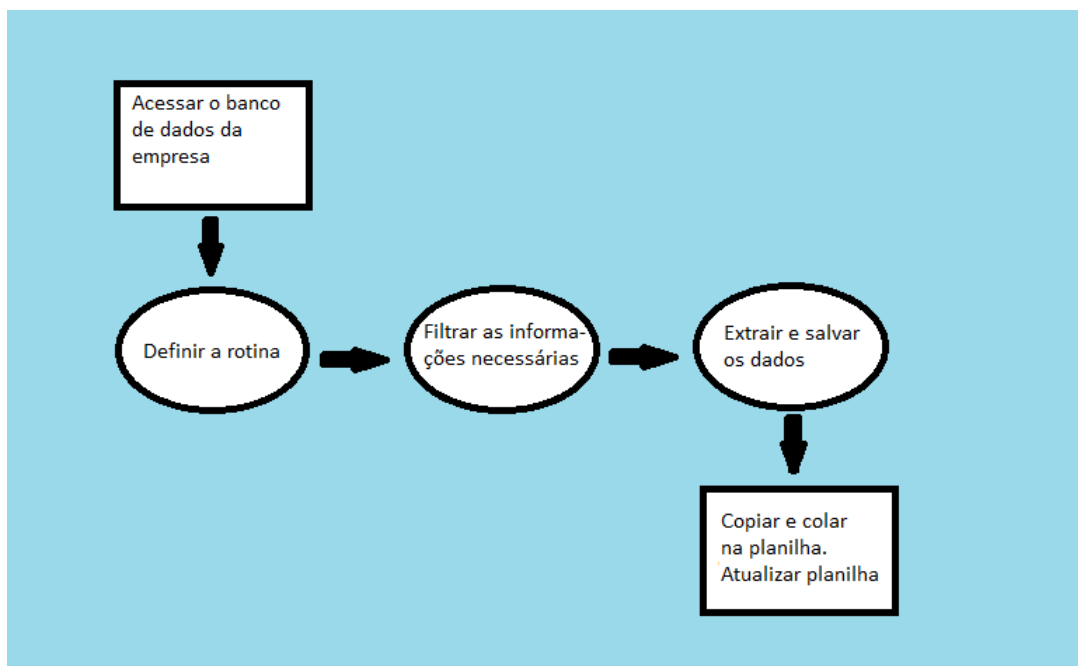 Acessar o banco
de dados da
empresa
Definir a rotina
Filtrar as informa-
ções necessárias
Extrair e salvar
os dados
Copiar e colar
na planilha.
Atualizar planilha